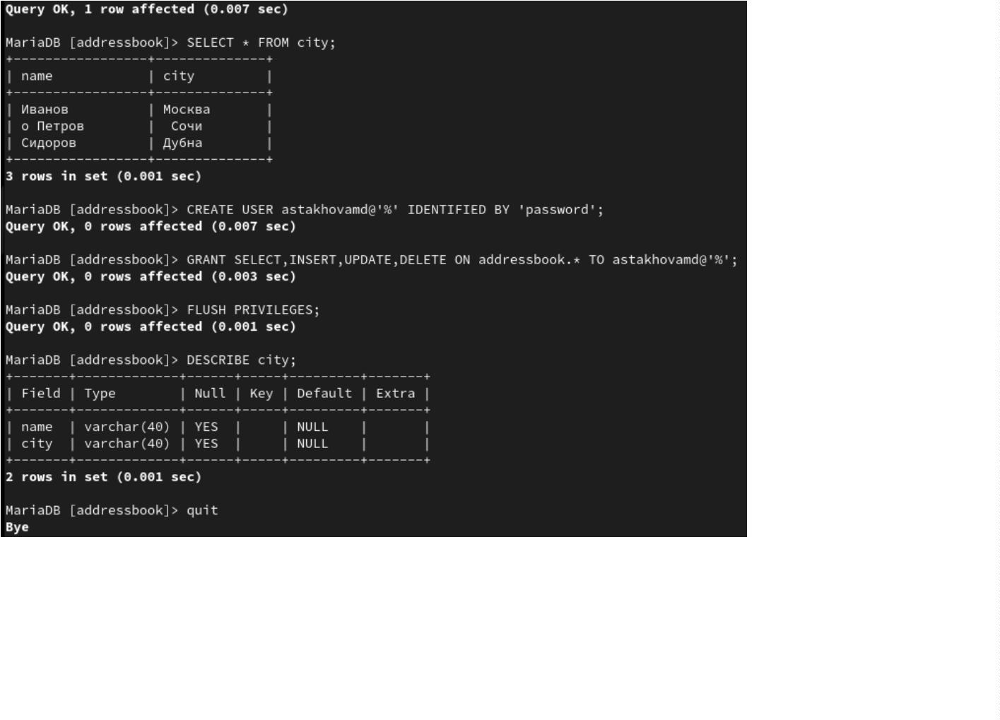 Query OK, 1 row affected (0.007 sec)
MariaDB [addressbook]> SELECT * FROM city;
+-----------------+--------------+
| name            | city         |
+-----------------+--------------+
| Иванов          | Москва       |
| о Петров        |  Сочи        |
| Сидоров         | Дубна        |
+-----------------+--------------+
3 rows in set (0.001 sec)
MariaDB [addressbook]> CREATE USER astakhovamd@'%' IDENTIFIED BY 'password';
Query OK, 0 rows affected (0.007 sec)
MariaDB [addressbook]> GRANT SELECT,INSERT,UPDATE,DELETE ON addressbook.* TO astakhovamd@'%';
Query OK, 0 rows affected (0.003 sec)
MariaDB [addressbook]> FLUSH PRIVILEGES;
Query OK, 0 rows affected (0.001 sec)
MariaDB [addressbook]> DESCRIBE city;
+-------+-------------+------+-----+---------+-------+
| Field | Type        | Null | Key | Default | Extra |
+-------+-------------+------+-----+---------+-------+
| name  | varchar(40) | YES  |     | NULL    |       |
| city  | varchar(40) | YES  |     | NULL    |       |
+-------+-------------+------+-----+---------+-------+
2 rows in set (0.001 sec)
MariaDB [addressbook]> quit
Bye